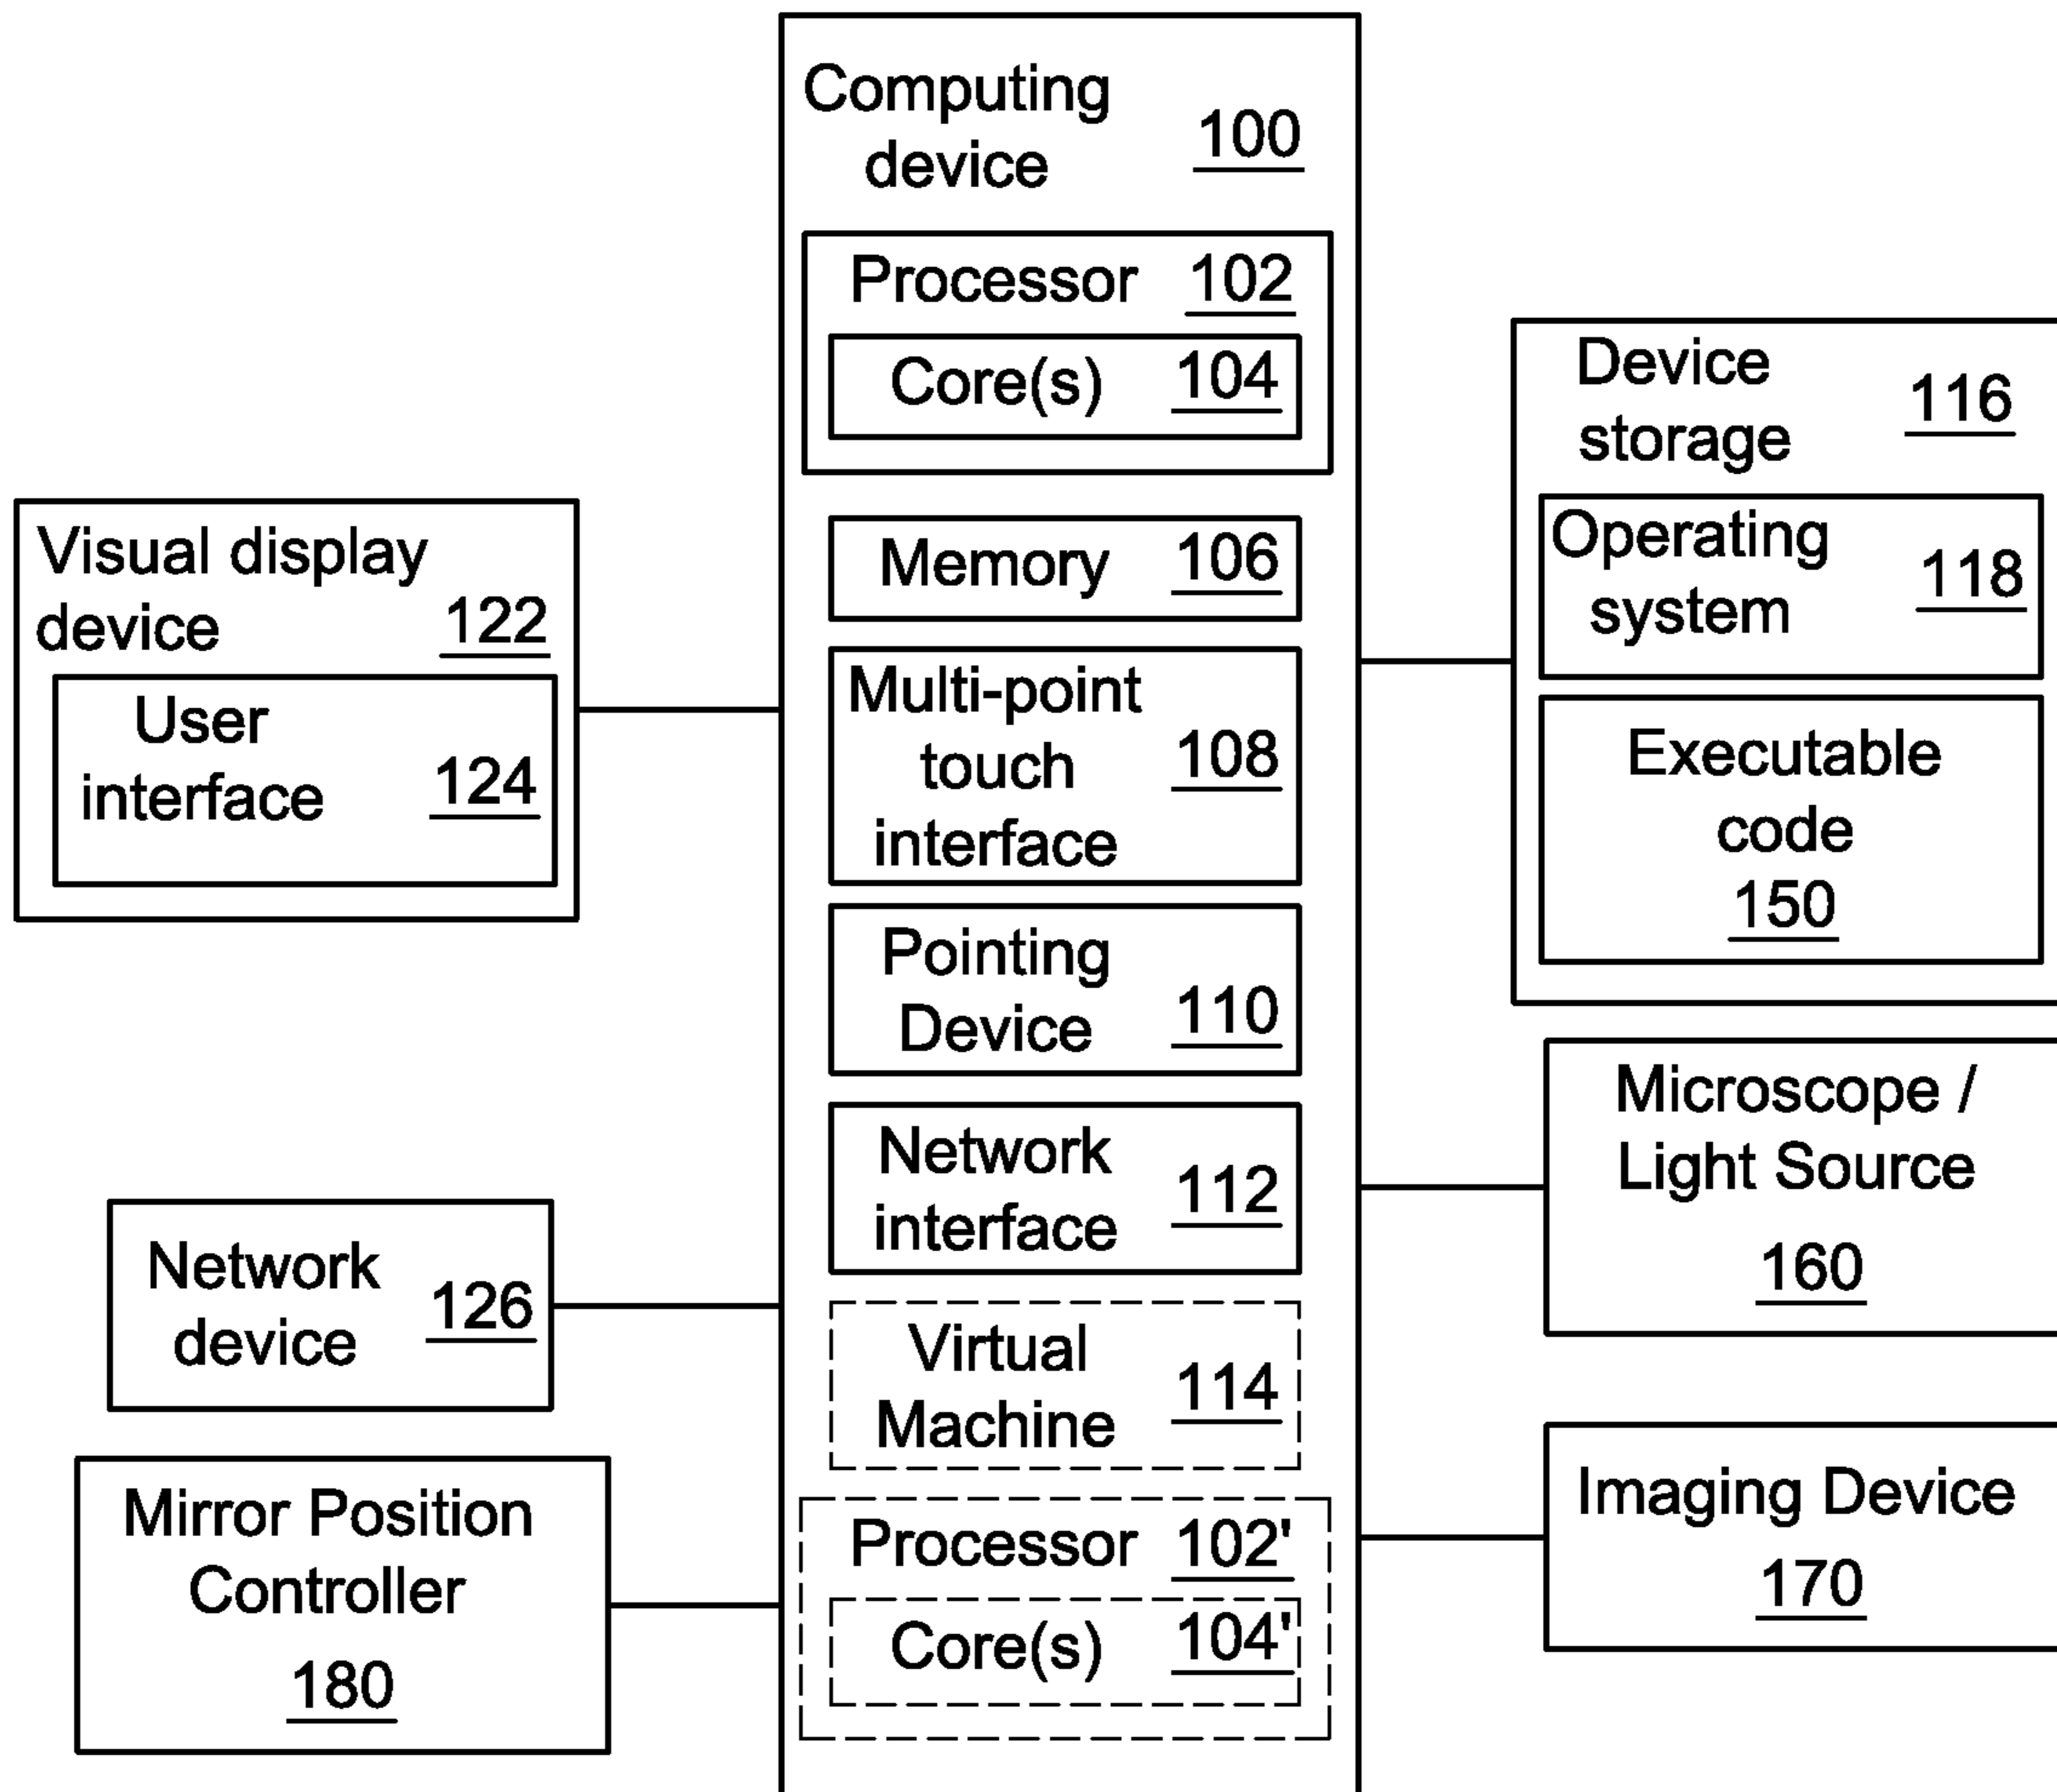 Computing
device
100
Processor 102
Core(s) 104
Memory 106
Multi-point
touch
interface
108
Pointing
Device
110
Network
interface
112
Virtual
Machine
114
Processor 102'
Core(s) 104'
Visual display
device
122
User
interface
124
Network
device
126
Mirror Position
Controller
180
Device
storage
116
Operating
system
118
Executable
code
150
Microscope /
Light Source
160
Imaging Device
170